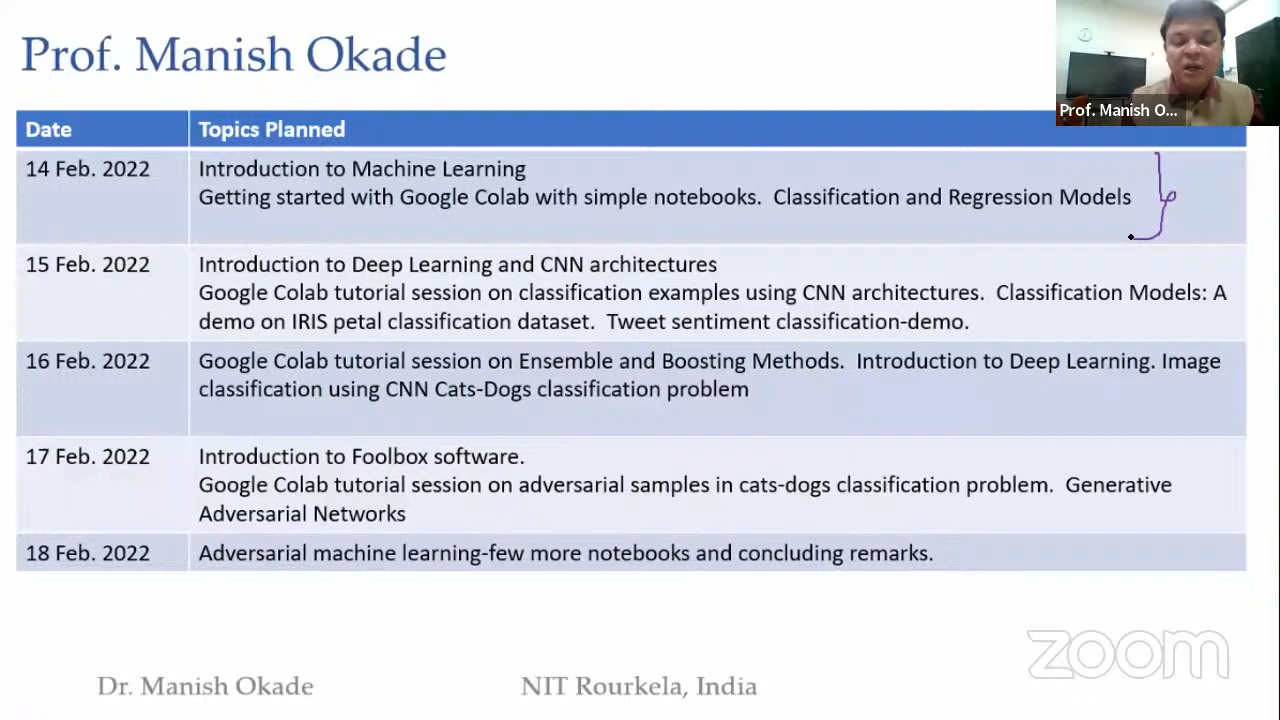 Prof. Manish Okade
Prof. Manish O...
Date Topics Planned
14 Feb. 2022 Introduction to Machine Learning
Getting started with Google Colab with simple notebooks. Classification and Regression Models
15 Feb. 2022 Introduction to Deep Learning and CNN architectures
Google Colab tutorial session on classification examples using CNN architectures. Classification Models: A
demo on IRIS petal classification dataset. Tweet sentiment classification-demo.
16 Feb. 2022 Google Colab tutorial session on Ensemble and Boosting Methods. Introduction to Deep Learning. Image
classification using CNN Cats-Dogs classification problem
17 Feb. 2022 Introduction to Foolbox software.
Google Colab tutorial session on adversarial samples in cats-dogs classification problem. Generative
Adversarial Networks
18 Feb. 2022 Adversarial machine learning-few more notebooks and concluding remarks.
zoom
Dr. Manish Okade NIT Rourkela, India